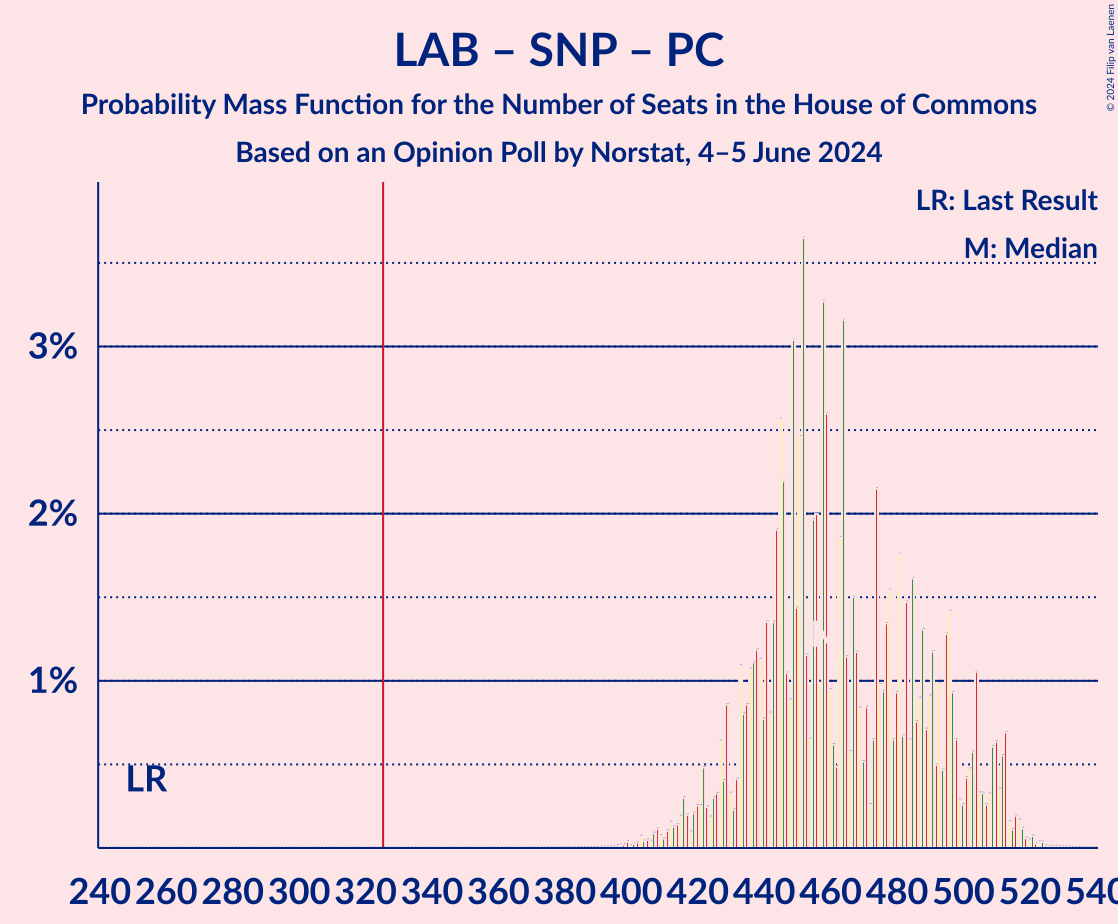 LAB – SNP – PC
Probability Mass Function for the Number of Seats in the House of Commons
Based on an Opinion Poll by Norstat, 4–5 June 2024
© 2024 Filip van Laenen
LR: Last Result
M: Median
3%
2%
1%
LR
240 260 280 300 320 340 360 380 400 420 440 460 480 500 520 540